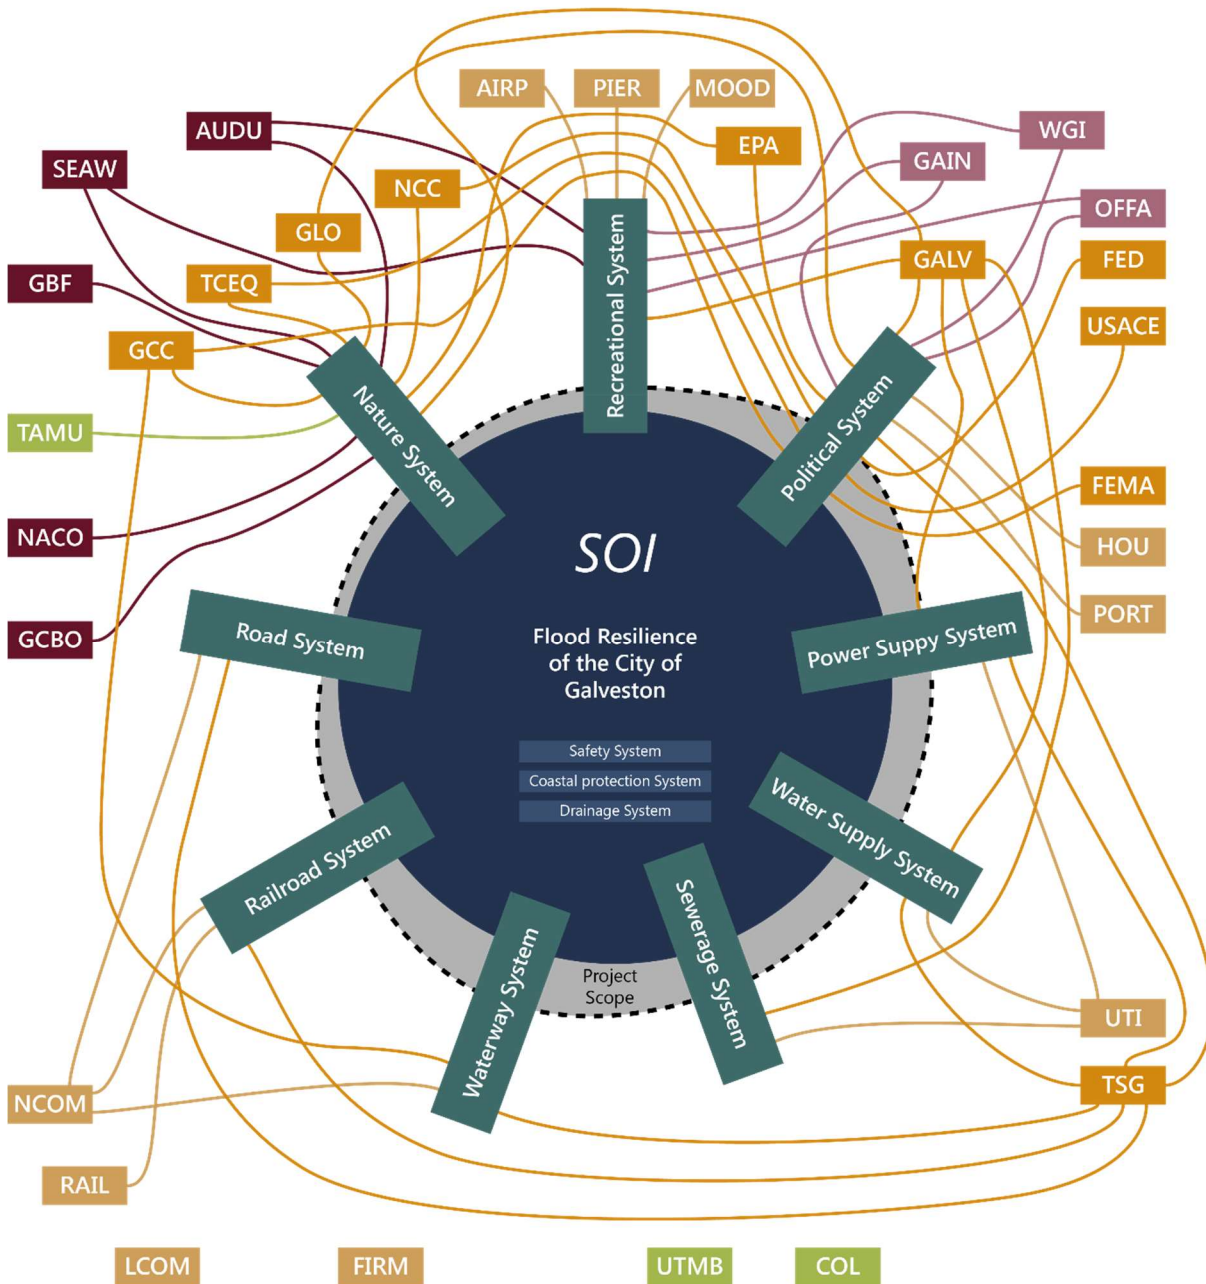 AIRP
PIER
MOOD
AUDU
WGI
EPA
SEAW
GAIN
NCC
OFFA
GLO
GALV
FED
GBF
TCEQ
USACE
GCC
Recreational System
Nature System
Political System
TAMU
FEMA
NACO
HOU
SOI
PORT
GCBO
Road System
Flood Resilience
of the City of
Galveston
Power Suppy System
Safety System
Coastal protection System
Drainage System
Railroad System
Water Supply System
Waterway System
Sewerage System
Project
Scope
UTI
TSG
NCOM
RAIL
LCOM
FIRM
UTMB
COL